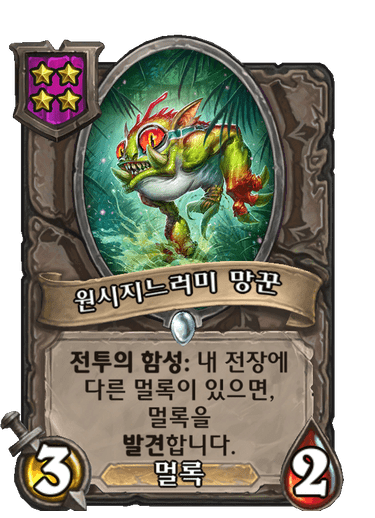 원시지느러미 망꾼
전투의 함성: 내 전장에
다른 멀록이 있으면,
멀록을
발견합니다.
멀록
3
2